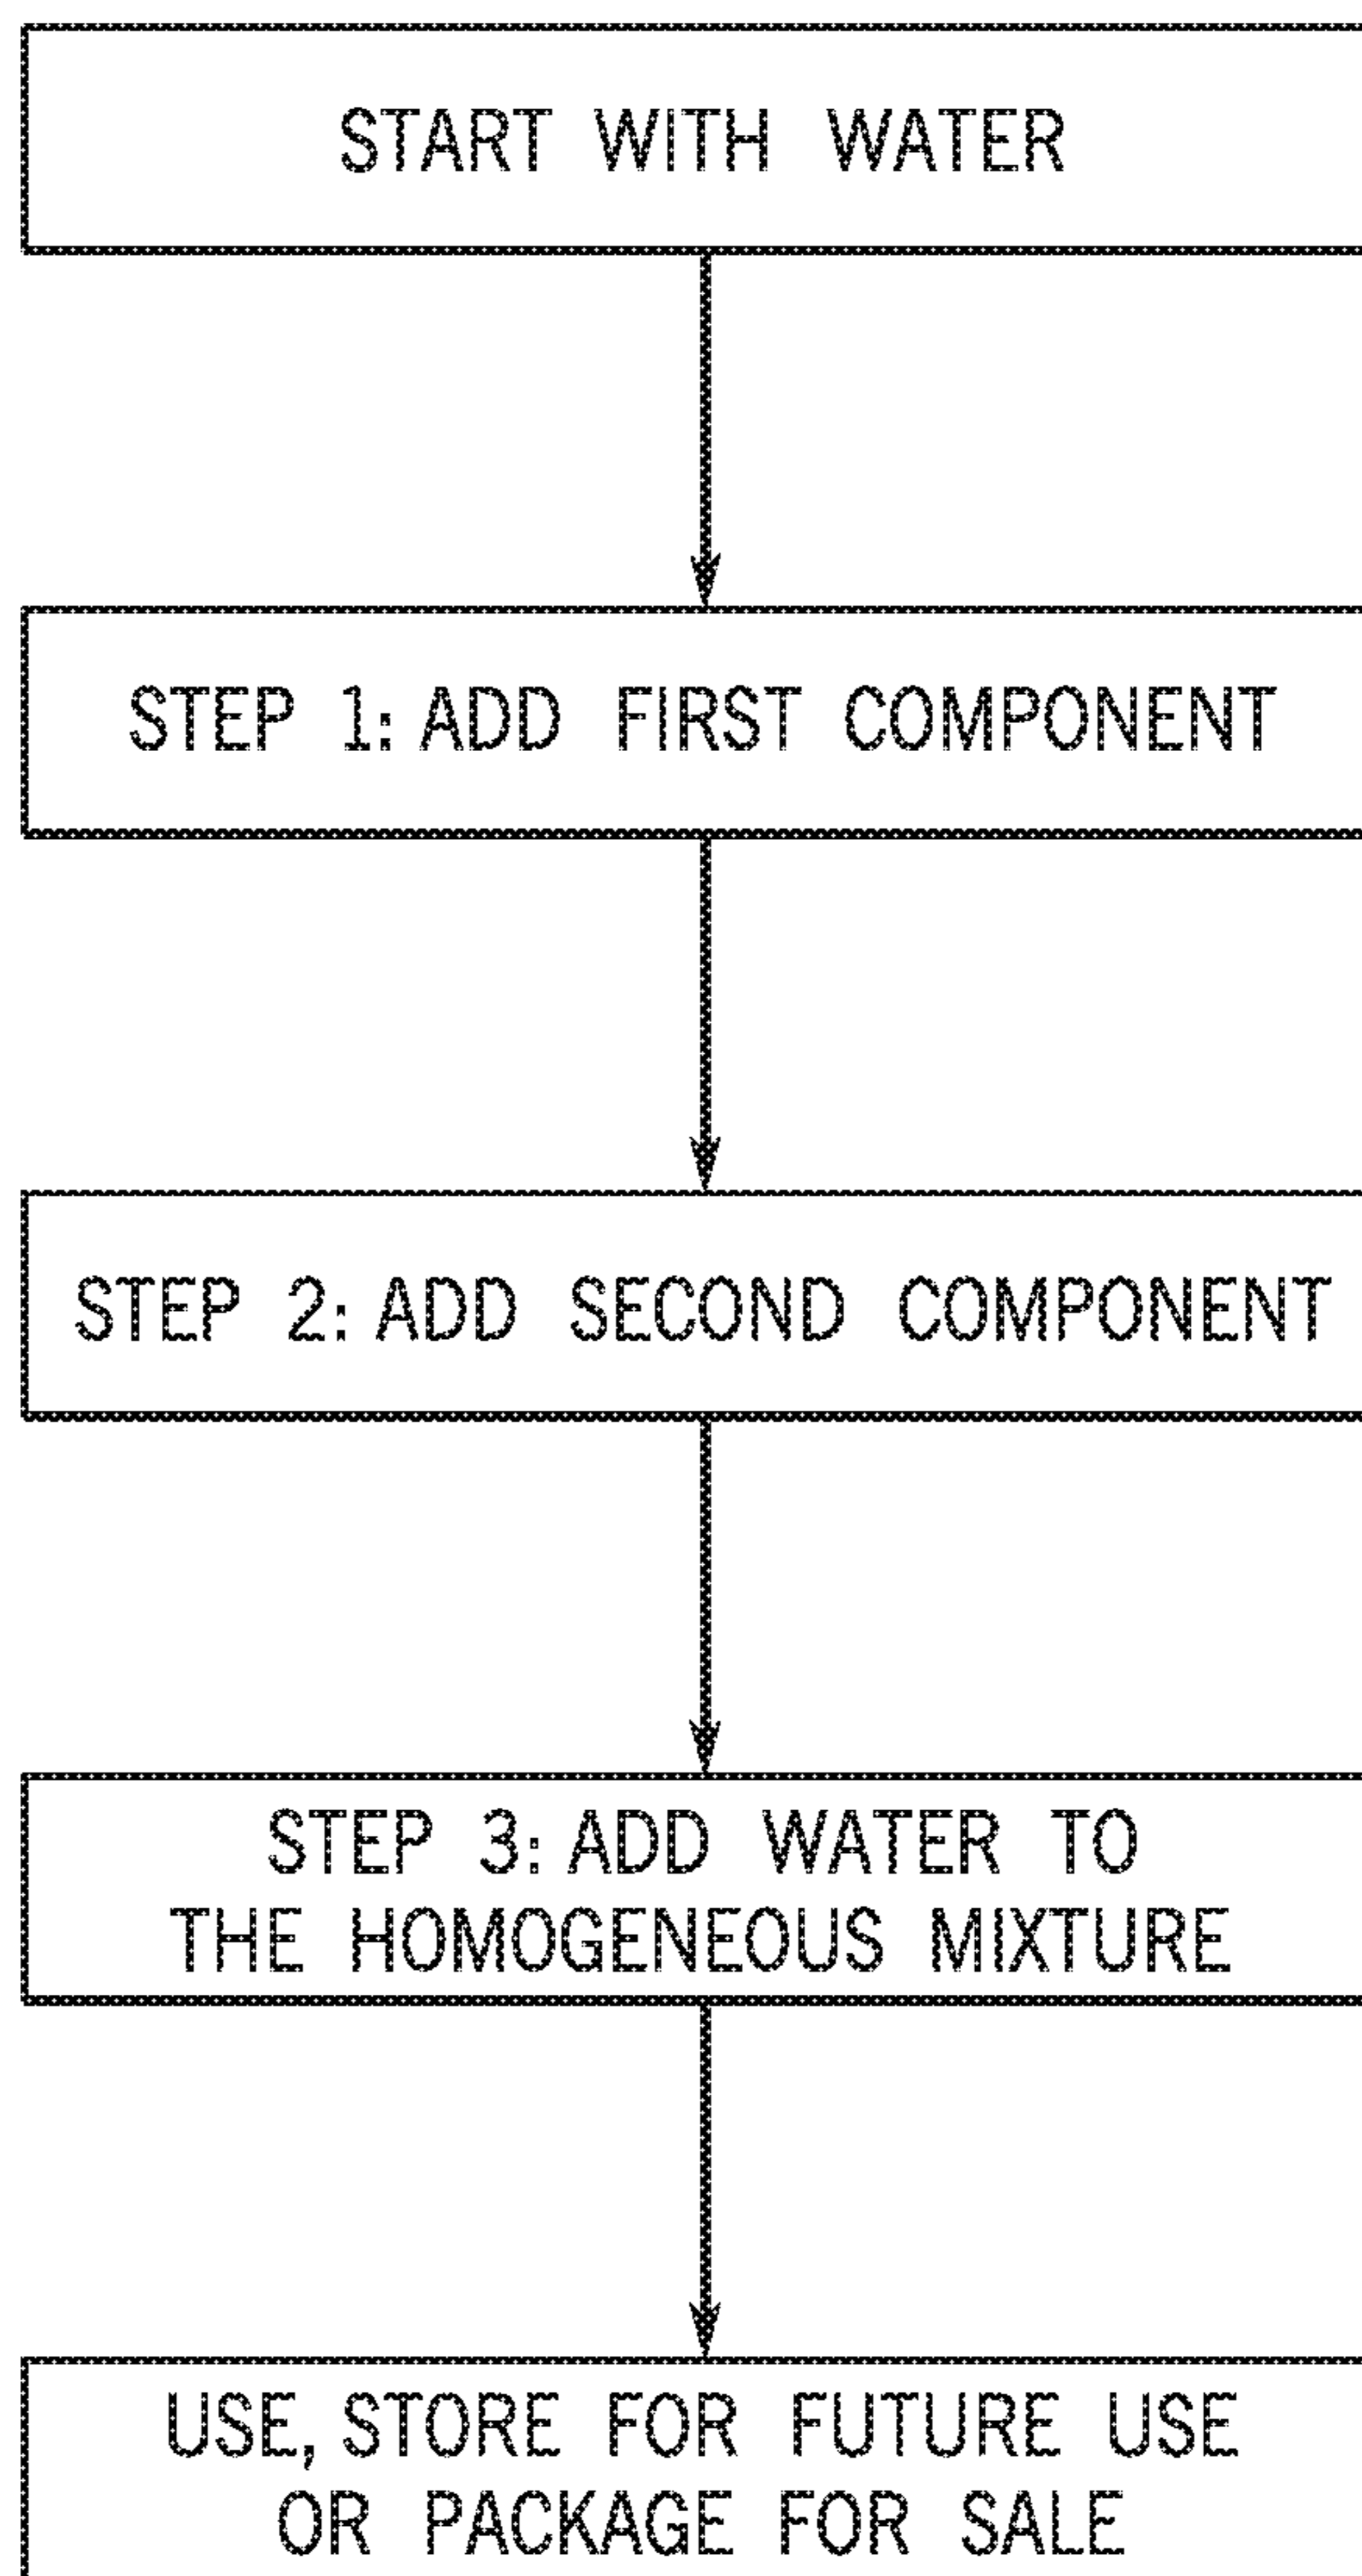 START WITH WATER
STEP 1: ADD FIRST COMPONENT
STEP 2: ADD SECOND COMPONENT
STEP 3: ADD WATER TO
THE HOMOGENEOUS MIXTURE
USE, STORE FOR FUTURE USE
OR PACKAGE FOR SALE